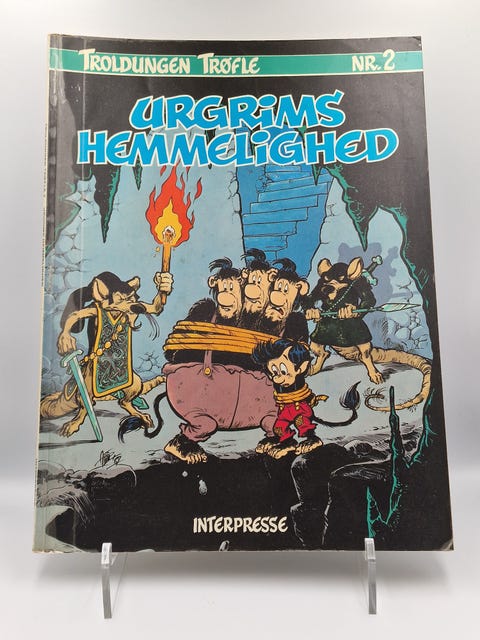 TROLDUNGEN TRØFLE NR. 2
URGRIMS
HEMMELIGHED
INTERPRESSE